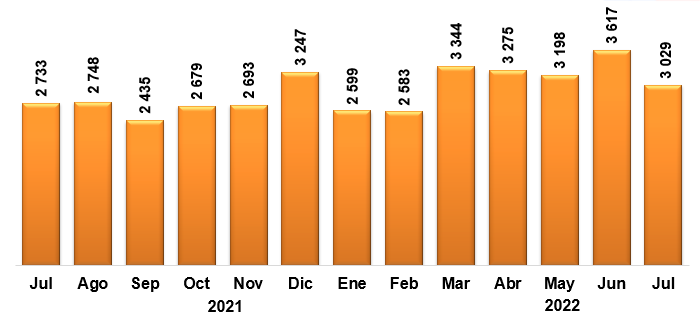 2 733 2 748 2 435 2 679 2 693 3 247 2 599 2 583 3 344 3 275 3 198 3 617 3 029
Jul Ago Sep Oct Nov Dic Ene Feb Mar Abr May Jun Jul
2021 2022